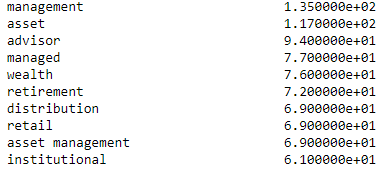 management 1.350000e+02
asset 1.170000e+02
advisor 9.400000e+01
managed 7.700000e+01
wealth 7.600000e+01
retirement 7.200000e+01
distribution 6.900000e+01
retail 6.900000e+01
asset management 6.900000e+01
institutional 6.100000e+01